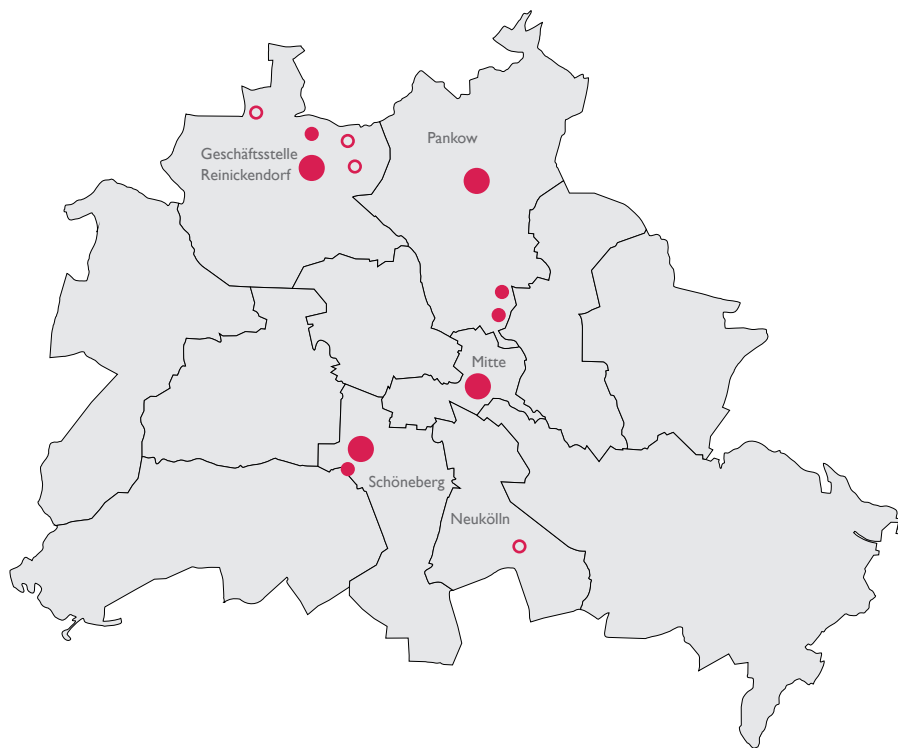 Pankow
Geschäftsstelle
Reinickendorf
Mitte
Schöneberg
Neukölln